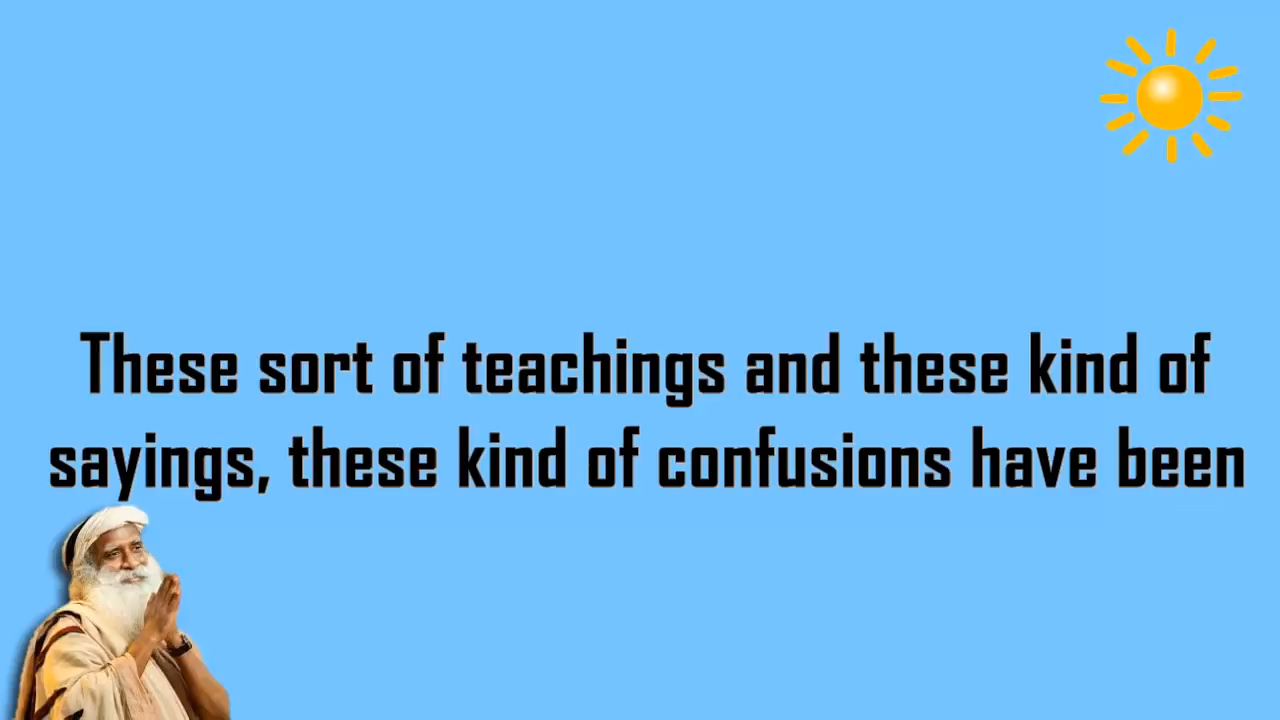 These sort of teachings and these kind of
sayings, these kind of confusions have been